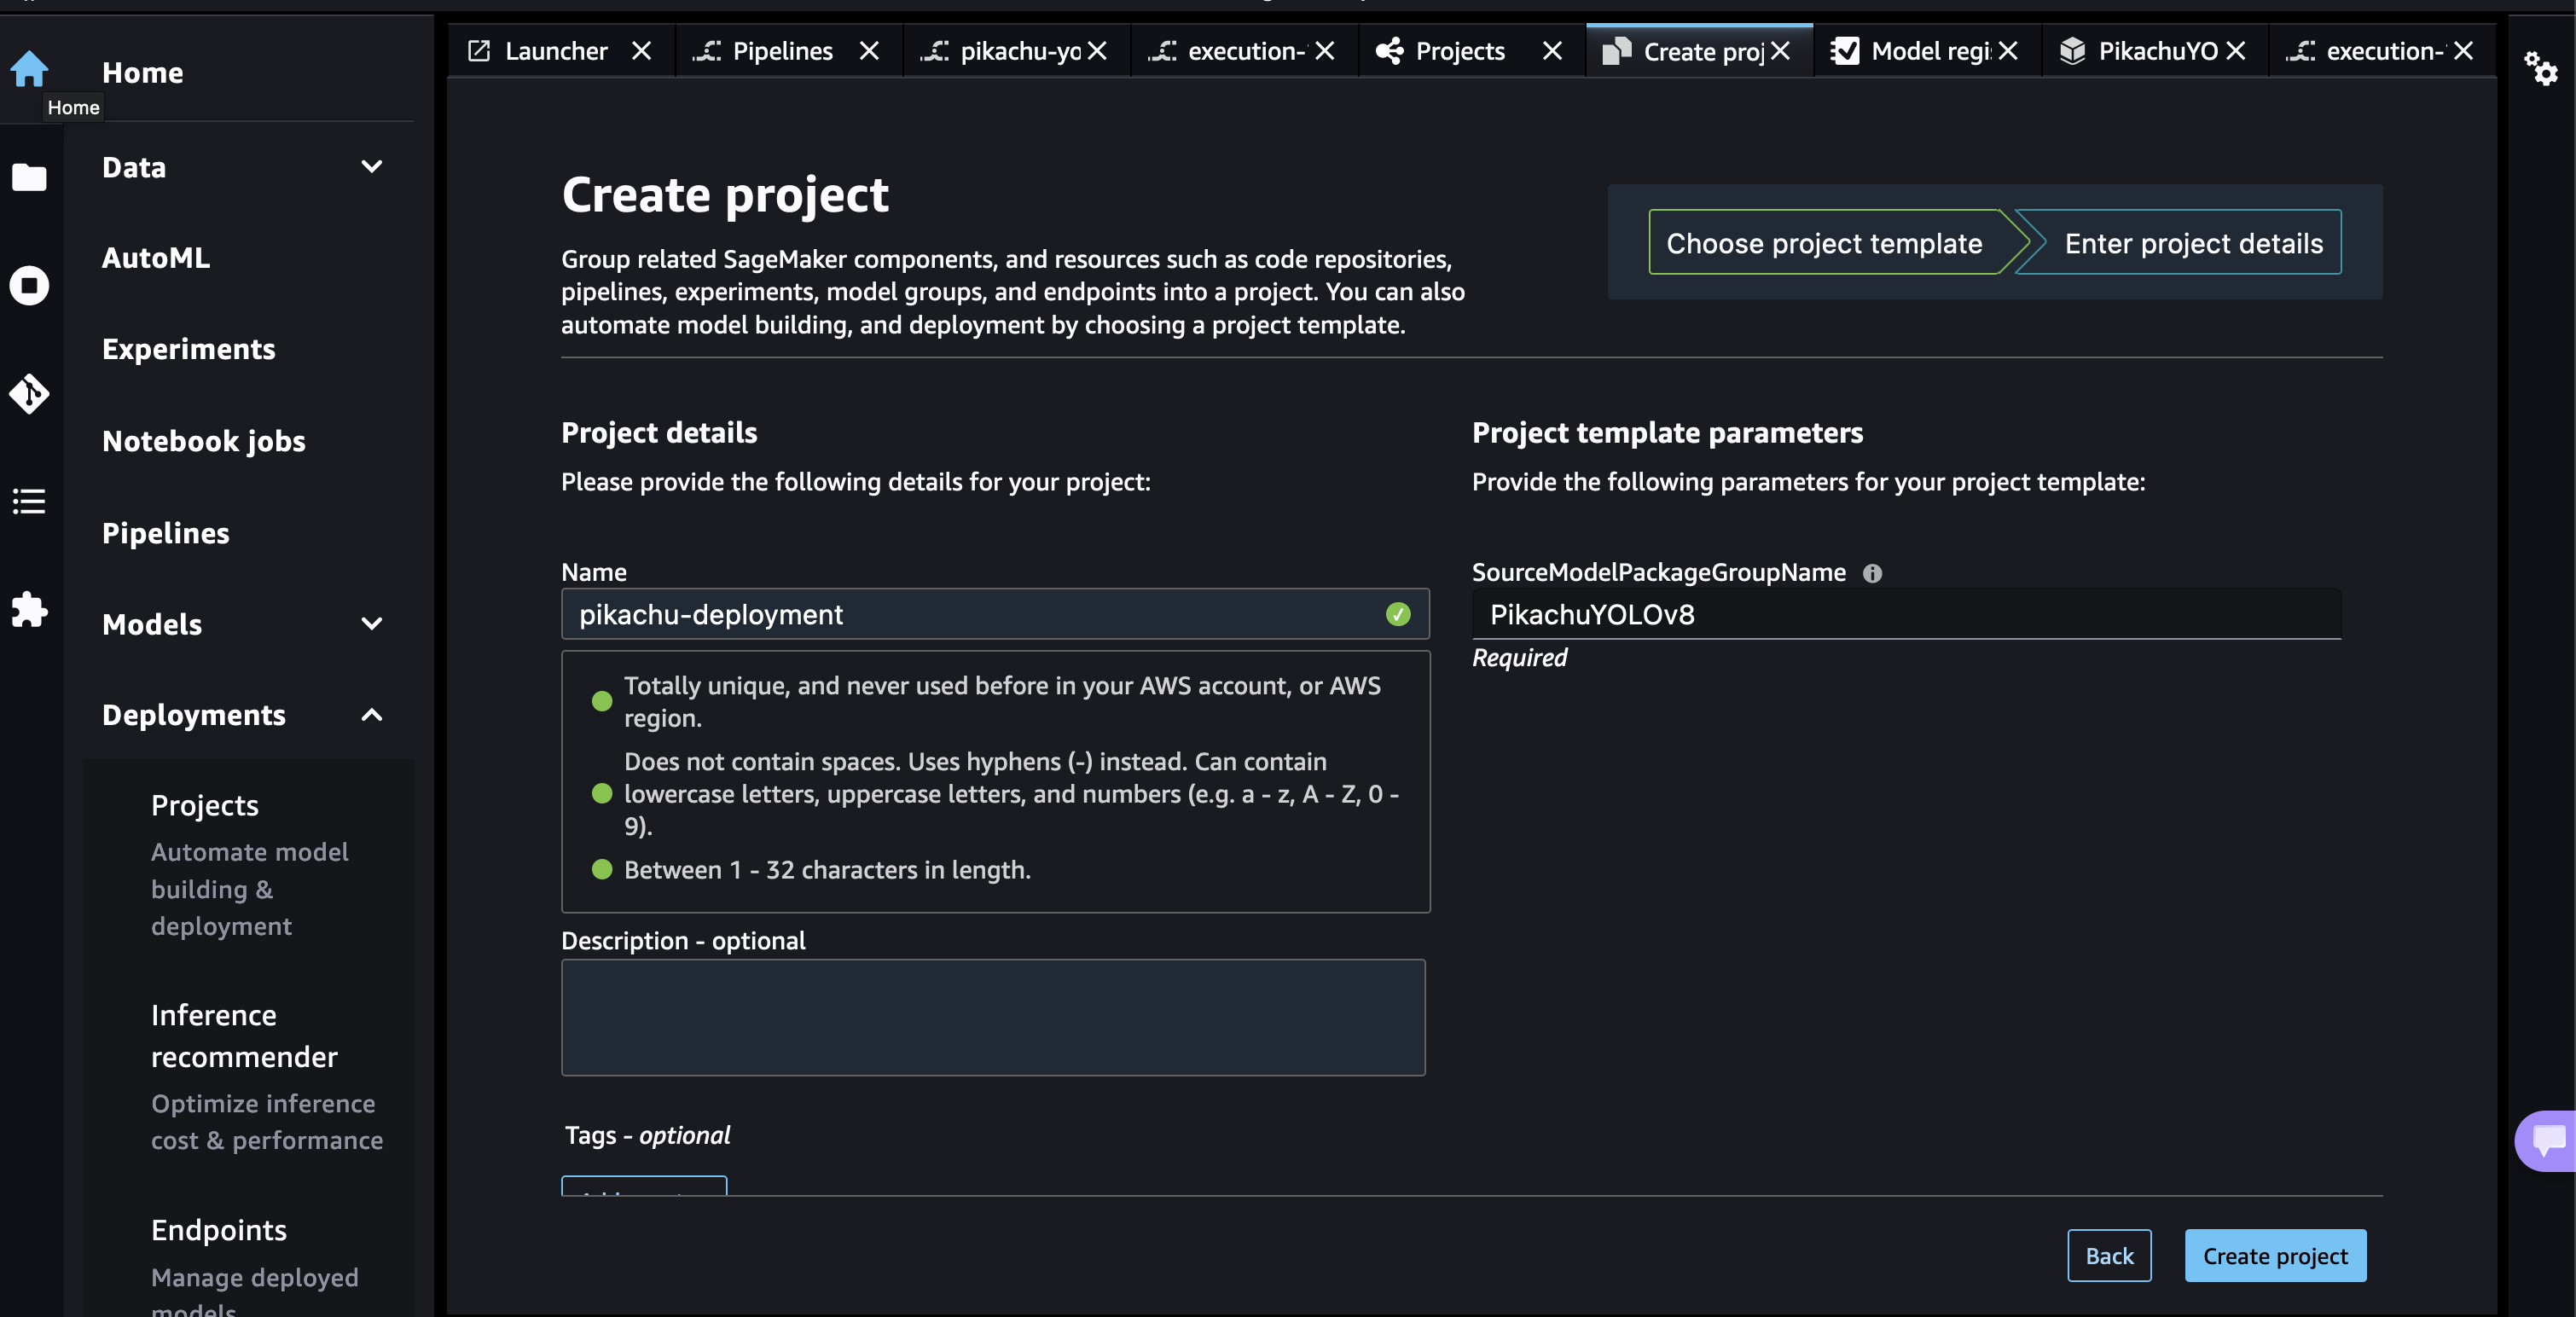 Launcher
Pipelines
pikachu-yo
execution-
Projects
Create proj
Model regi
PikachuYO
execution-
Home
Home
Data
AutoML
Experiments
Notebook jobs
Pipelines
Models
Deployments
Projects
Automate model
building &
deployment
Inference
recommender
Optimize inference
cost & performance
Endpoints
Manage deployed
models
Create project
Group related SageMaker components, and resources such as code repositories,
pipelines, experiments, model groups, and endpoints into a project. You can also
automate model building, and deployment by choosing a project template.
Choose project template
Enter project details
Project details
Please provide the following details for your project:
Name
pikachu-deployment
Totally unique, and never used before in your AWS account, or AWS
region.
Does not contain spaces. Uses hyphens (-) instead. Can contain
lowercase letters, uppercase letters, and numbers (e.g. a - z, A - Z, 0 -
9).
Between 1 - 32 characters in length.
Description - optional
Tags - optional
Project template parameters
Provide the following parameters for your project template:
SourceModelPackageGroupName
PikachuYOLOv8
Required
Back
Create project